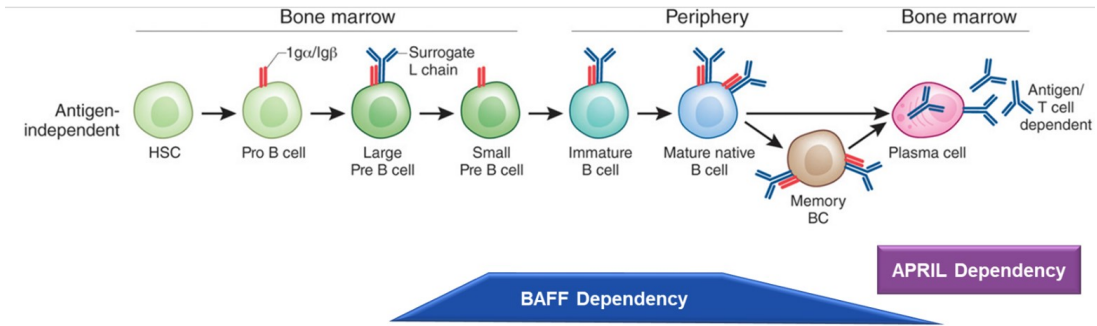 Bone marrow
Periphery
Bone marrow
1gα/Igβ
Surrogate
L chain
Antigen-
independent
Antigen/
T cell
dependent
HSC
Pro B cell
Large
Pre B cell
Small
Pre B cell
Immature
B cell
Mature native
B cell
Plasma cell
Memory
BC
APRIL Dependency
BAFF Dependency